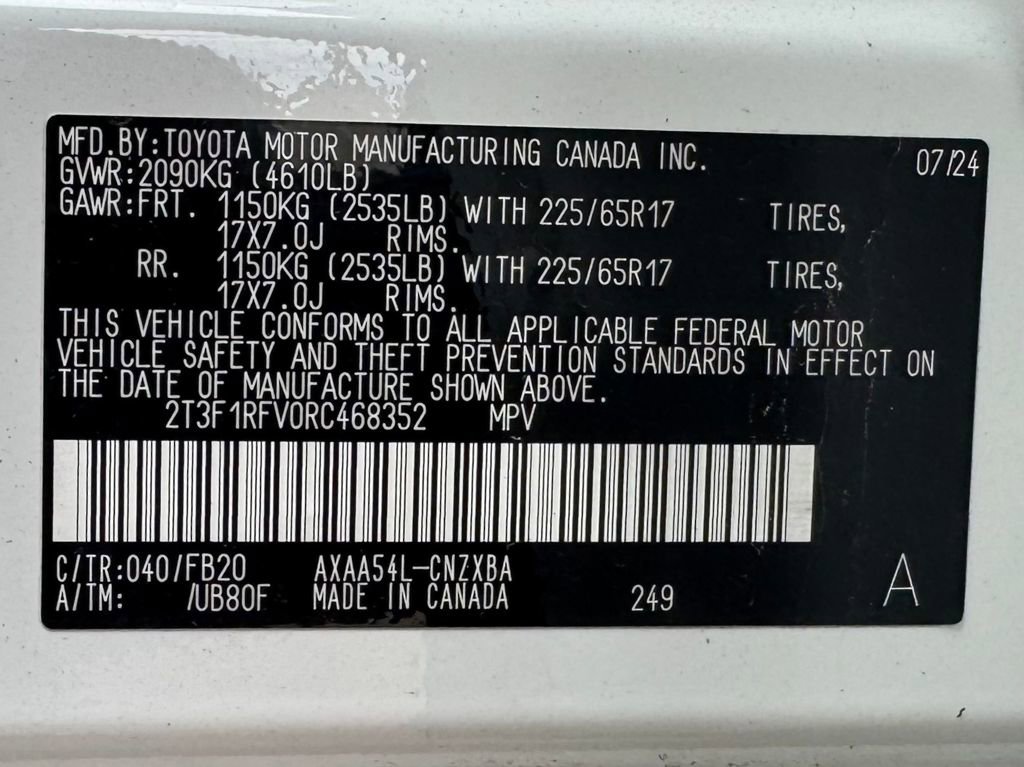 MFD.BY:TOYOTA MOTOR MANUFACTURING CANADA INC. 07/24
GVWR:2090KG (4610LB)
GAWR:FRT. 1150KG (2535LB) WITH 225/65R17 TIRES,
17X7.0J RIMS.
RR. 1150KG (2535LB) WITH 225/65R17 TIRES,
17X7.0J RIMS.
THIS VEHICLE CONFORMS TO ALL APPLICABLE FEDERAL MOTOR
VEHICLE SAFETY AND THEFT PREVENTION STANDARDS IN EFFECT ON
THE DATE OF MANUFACTURE SHOWN ABOVE.
2T3F1RFV0RC468352 MPV
C/TR:040/FB20 AXAA54L-CNZXBA
A/TM: /UB80F MADE IN CANADA 249 A